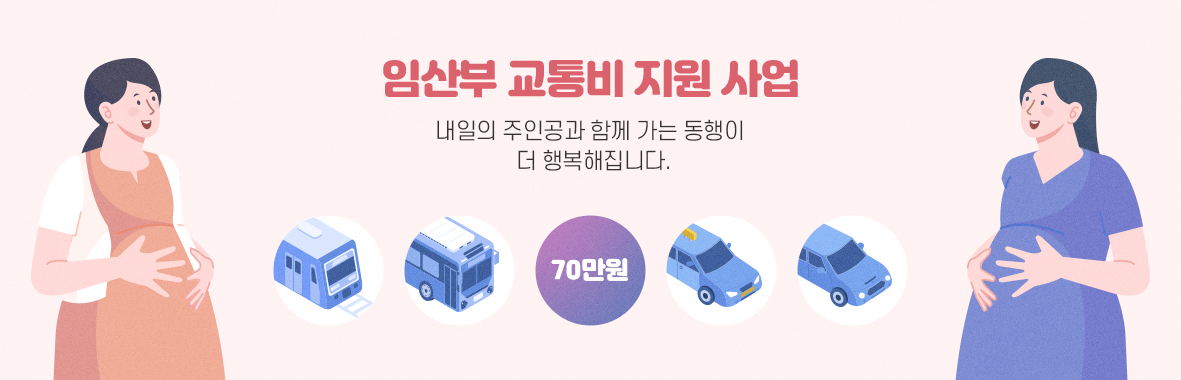 임산부 교통비 지원 사업
내일의 주인공과 함께 가는 동행이
더 행복해집니다.
70만원